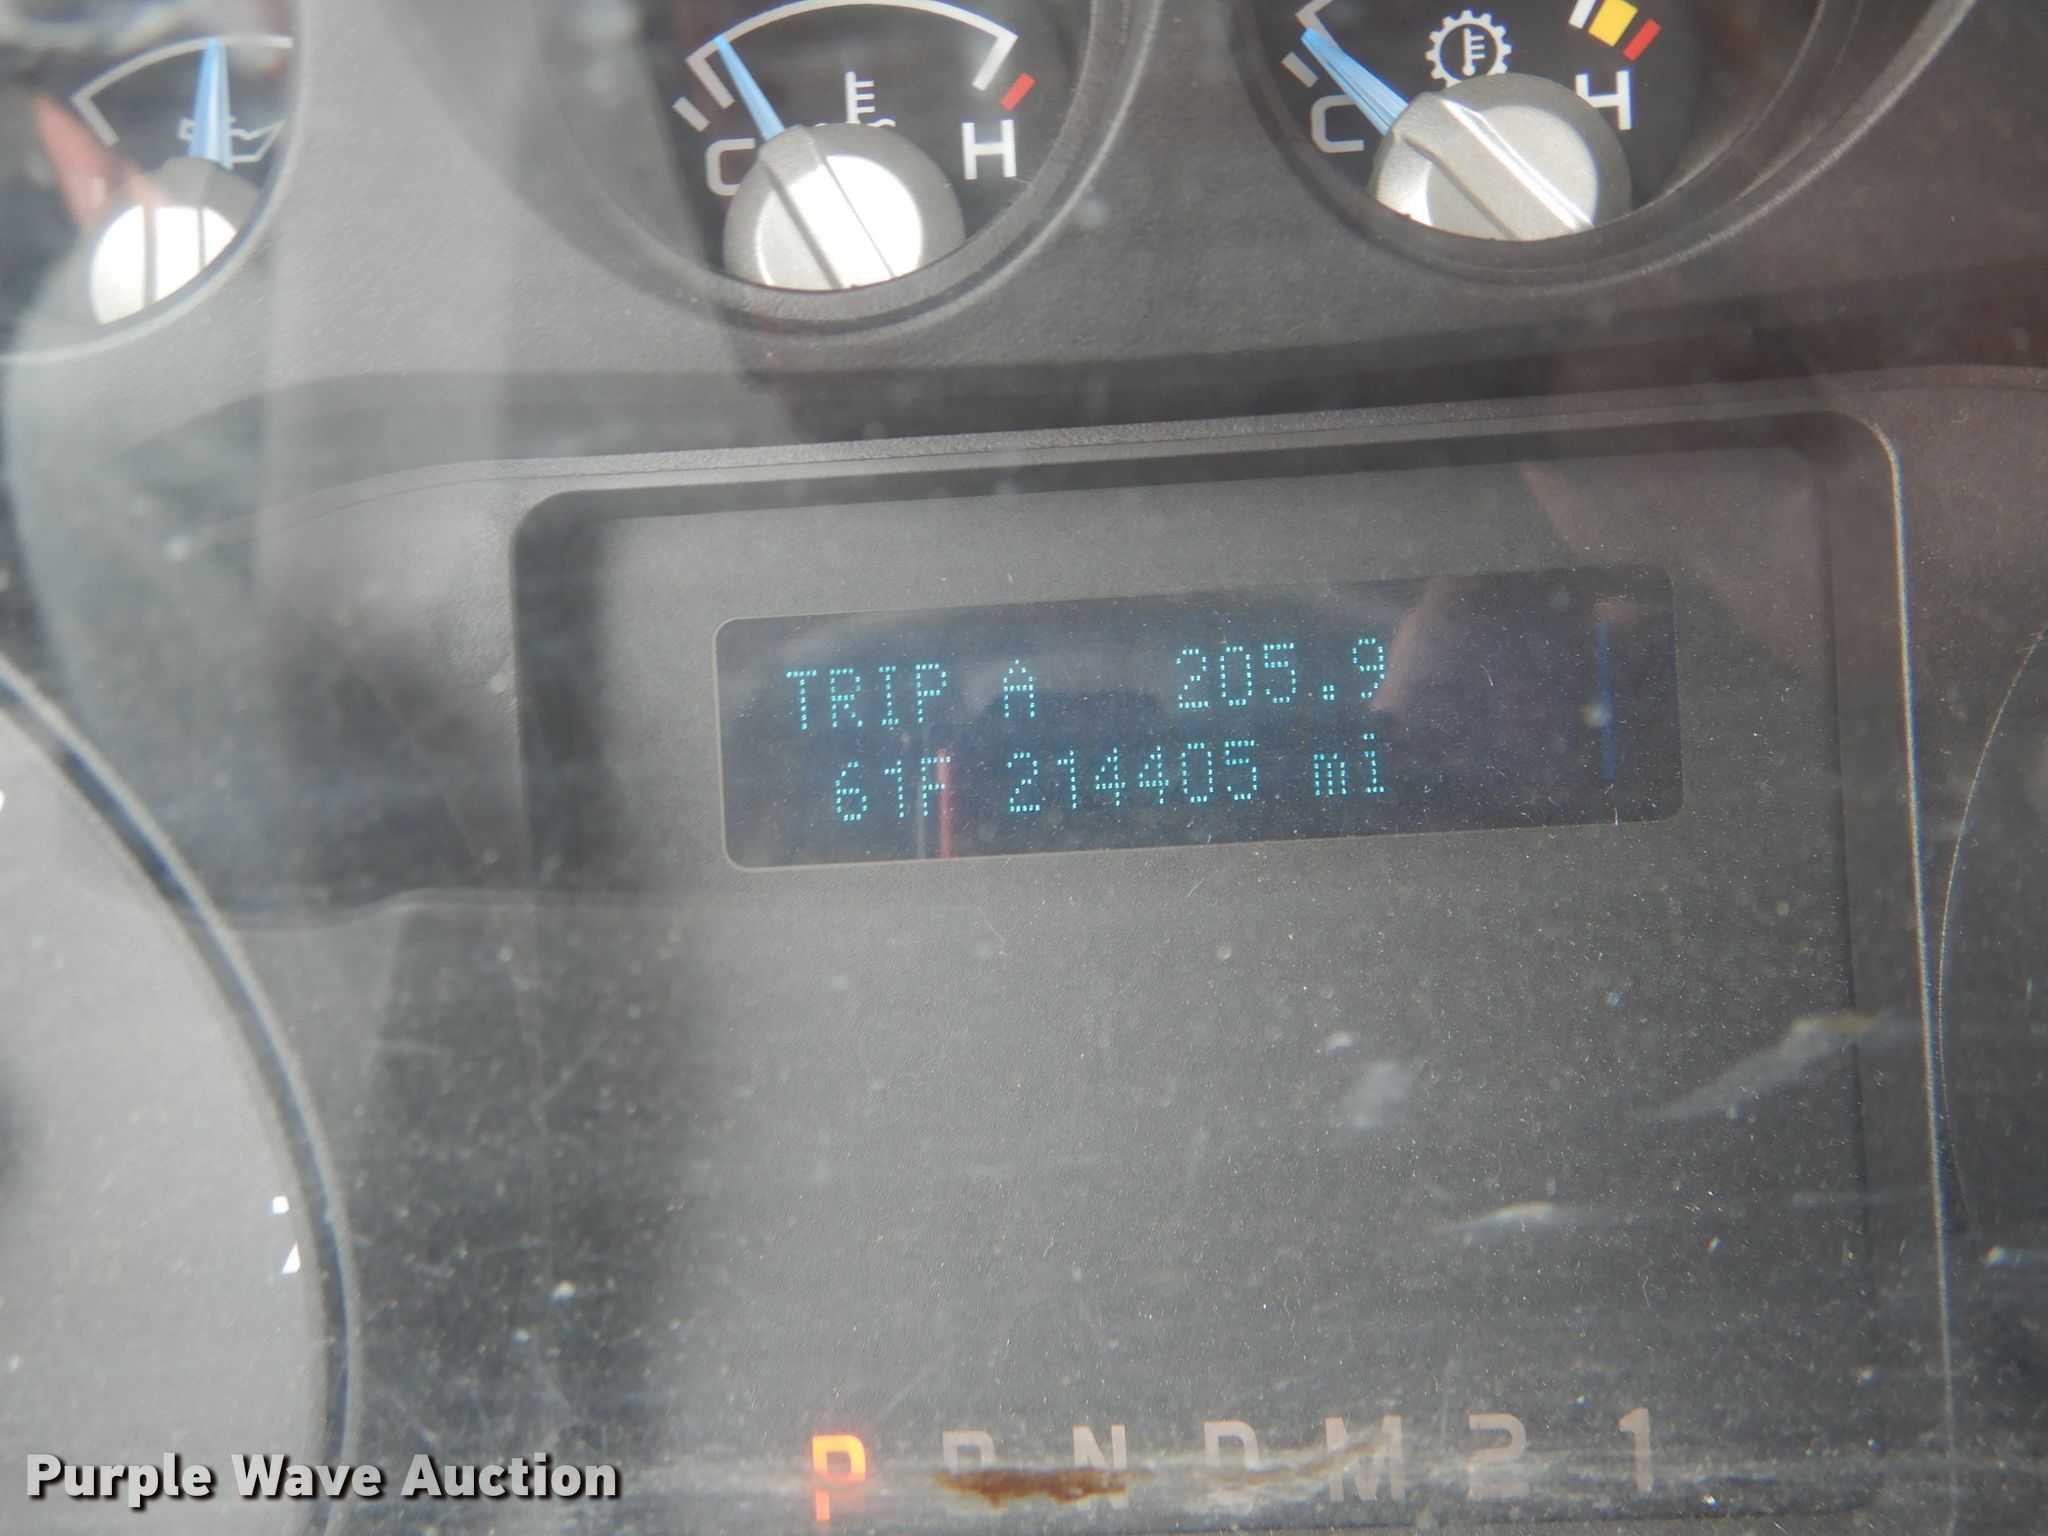 C H
C H
TRIP A 205.9
61F 214405 mi
P R N D M 2 1
Purple Wave Auction